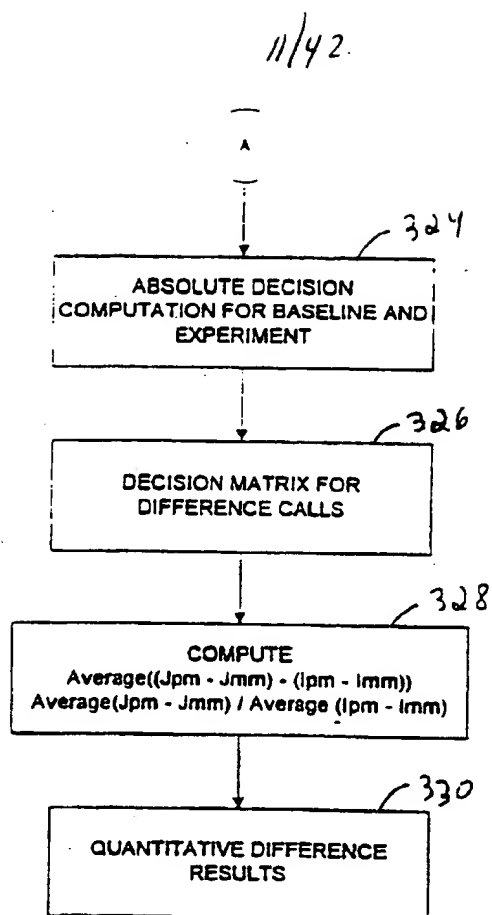 11/42
A
324
ABSOLUTE DECISION
COMPUTATION FOR BASELINE AND
EXPERIMENT
326
DECISION MATRIX FOR
DIFFERENCE CALLS
328
COMPUTE
Average((Jpm - Jmm) - (Ipm - Imm))
Average(Jpm - Jmm) / Average (Ipm - Imm)
330
QUANTITATIVE DIFFERENCE
RESULTS